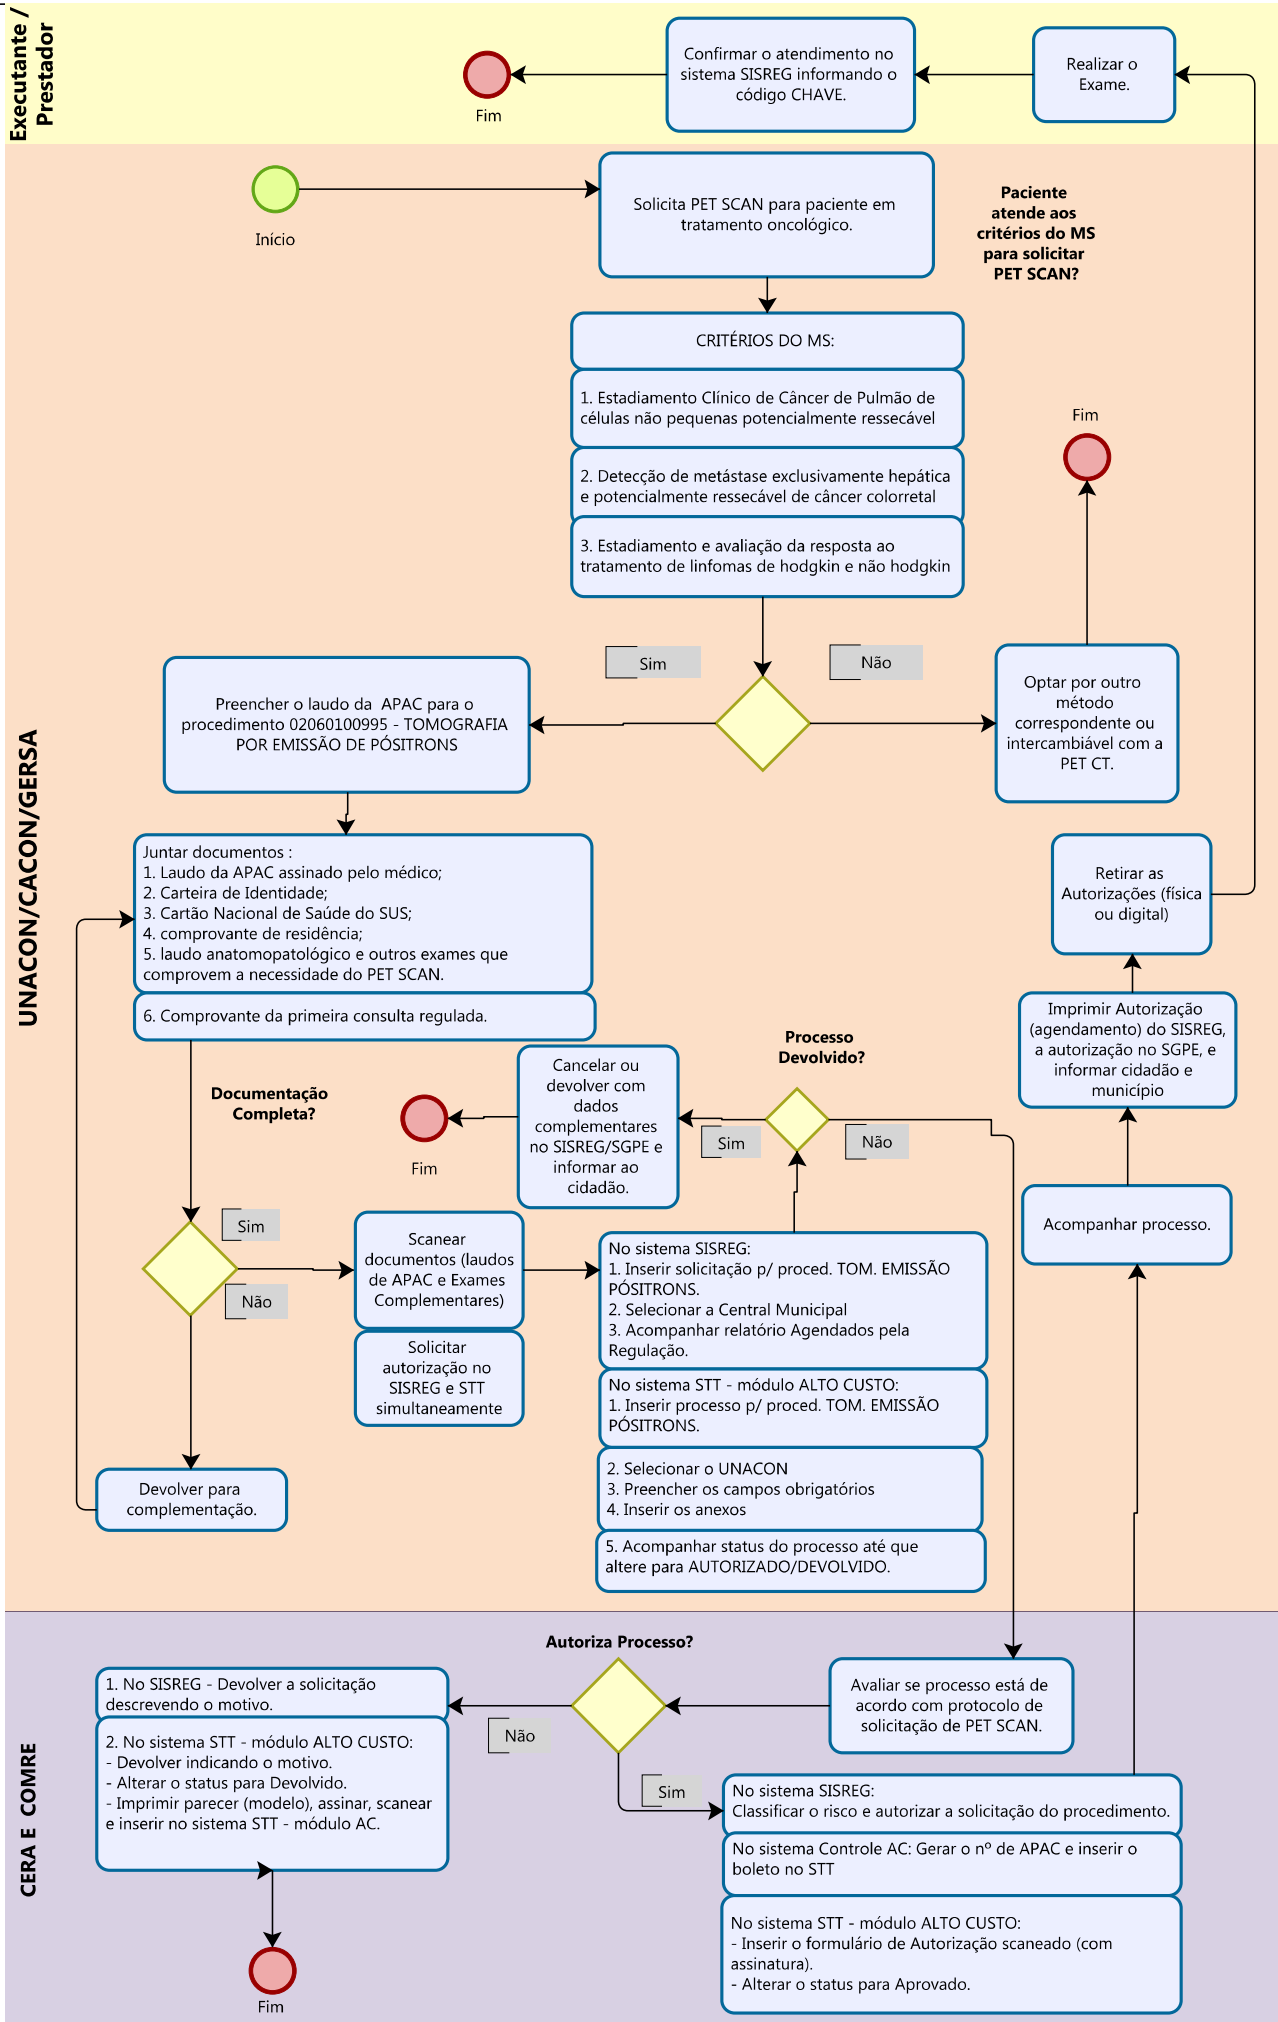 Executante /
Prestador
Confirmar o atendimento no
sistema SISREG informando o
código CHAVE.
Realizar o
Exame.
Fim
UNACON/CACON/GERSA
Início
Solicita PET SCAN para paciente em
tratamento oncológico.
Paciente
atende aos
critérios do MS
para solicitar
PET SCAN?
CRITÉRIOS DO MS:
1. Estadiamento Clínico de Câncer de Pulmão de
células não pequenas potencialmente ressecável
2. Detecção de metástase exclusivamente hepática
e potencialmente ressecável de câncer colorretal
3. Estadiamento e avaliação da resposta ao
tratamento de linfomas de hodgkin e não hodgkin
Fim
Sim
Não
Optar por outro
método
correspondente ou
intercambiável com a
PET CT.
Preencher o laudo da  APAC para o
procedimento 02060100995 - TOMOGRAFIA
POR EMISSÃO DE PÓSITRONS
Juntar documentos :
1. Laudo da APAC assinado pelo médico;
2. Carteira de Identidade;
3. Cartão Nacional de Saúde do SUS;
4. comprovante de residência;
5. laudo anatomopatológico e outros exames que
comprovem a necessidade do PET SCAN.
6. Comprovante da primeira consulta regulada.
Retirar as
Autorizações (física
ou digital)
Imprimir Autorização
(agendamento) do SISREG,
a autorização no SGPE, e
informar cidadão e
município
Acompanhar processo.
Processo
Devolvido?
Sim
Não
Cancelar ou
devolver com
dados
complementares
no SISREG/SGPE e
informar ao
cidadão.
Fim
Documentação
Completa?
Sim
Não
Scanear
documentos (laudos
de APAC e Exames
Complementares)
Solicitar
autorização no
SISREG e STT
simultaneamente
No sistema SISREG:
1. Inserir solicitação p/ proced. TOM. EMISSÃO
PÓSITRONS.
2. Selecionar a Central Municipal
3. Acompanhar relatório Agendados pela
Regulação.
No sistema STT - módulo ALTO CUSTO:
1. Inserir processo p/ proced. TOM. EMISSÃO
PÓSITRONS.
2. Selecionar o UNACON
3. Preencher os campos obrigatórios
4. Inserir os anexos
5. Acompanhar status do processo até que
altere para AUTORIZADO/DEVOLVIDO.
Devolver para
complementação.
CERA E  COMRE
Autoriza Processo?
Avaliar se processo está de
acordo com protocolo de
solicitação de PET SCAN.
Não
Sim
1. No SISREG - Devolver a solicitação
descrevendo o motivo.
2. No sistema STT - módulo ALTO CUSTO:
- Devolver indicando o motivo.
- Alterar o status para Devolvido.
- Imprimir parecer (modelo), assinar, scanear
e inserir no sistema STT - módulo AC.
Fim
No sistema SISREG:
Classificar o risco e autorizar a solicitação do procedimento.
No sistema Controle AC: Gerar o nº de APAC e inserir o
boleto no STT
No sistema STT - módulo ALTO CUSTO:
- Inserir o formulário de Autorização scaneado (com
assinatura).
- Alterar o status para Aprovado.